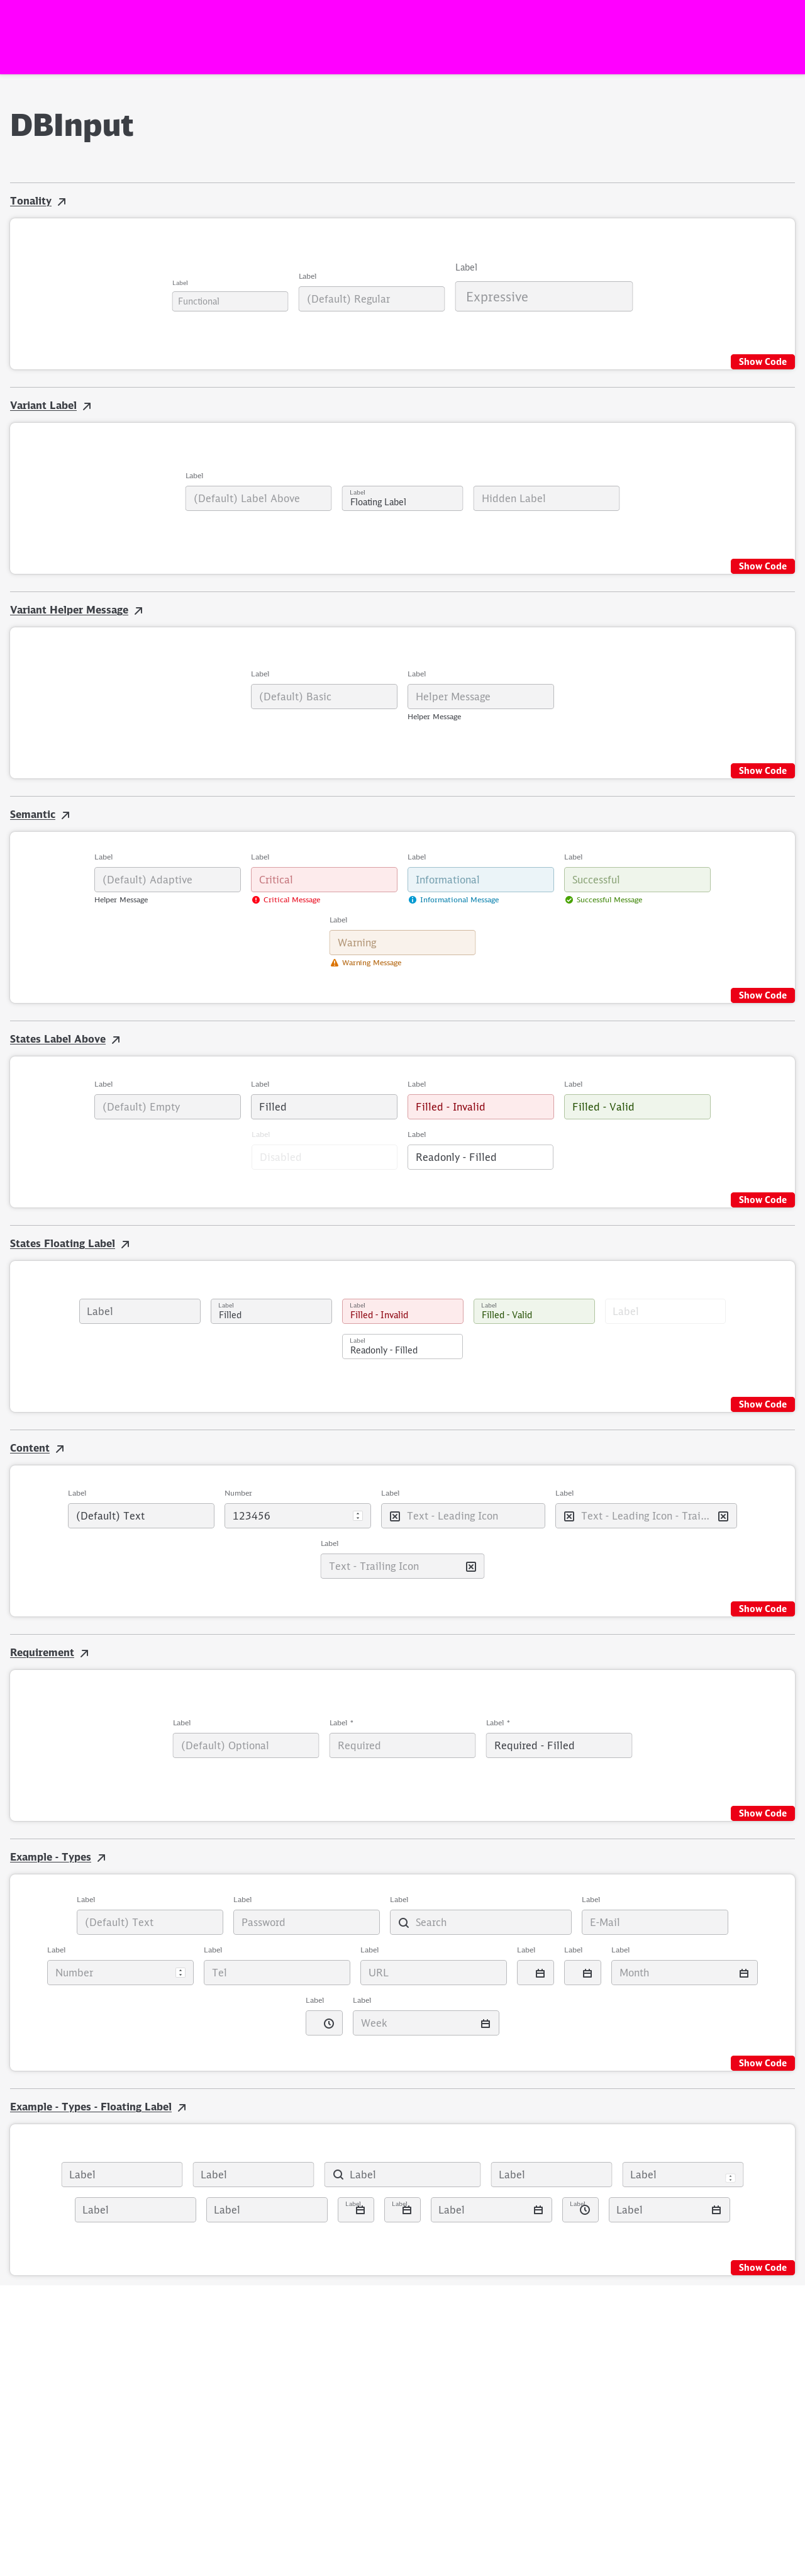 DBInput
Tonality
Label
Label
Label
Functional
(Default) Regular
Expressive
Show Code
Variant Label
Label
(Default) Label Above
Label
Floating Label
Hidden Label
Show Code
Variant Helper Message
Label
Label
(Default) Basic
Helper Message
Helper Message
Show Code
Semantic
Label
Label
Label
Label
(Default) Adaptive
Critical
Informational
Successful
Helper Message
Critical Message
Informational Message
Successful Message
Label
Warning
Warning Message
Show Code
States Label Above
Label
Label
Label
Label
(Default) Empty
Filled
Filled - Invalid
Filled - Valid
Label
Label
Disabled
Readonly - Filled
Show Code
States Floating Label
Label
Label
Filled
Label
Filled - Invalid
Label
Filled - Valid
Label
Label
Readonly - Filled
Show Code
Content
Label
Number
Label
Label
(Default) Text
123456
Text - Leading Icon
Text - Leading Icon - Trai...
Label
Text - Trailing Icon
Show Code
Requirement
Label
Label *
Label *
(Default) Optional
Required
Required - Filled
Show Code
Example - Types
Label
Label
Label
Label
(Default) Text
Password
Search
E-Mail
Label
Label
Label
Label
Label
Label
Number
Tel
URL
Month
Label
Label
Week
Show Code
Example - Types - Floating Label
Label
Label
Label
Label
Label
Label
Label
Label
Label
Label
Label
Label
Show Code